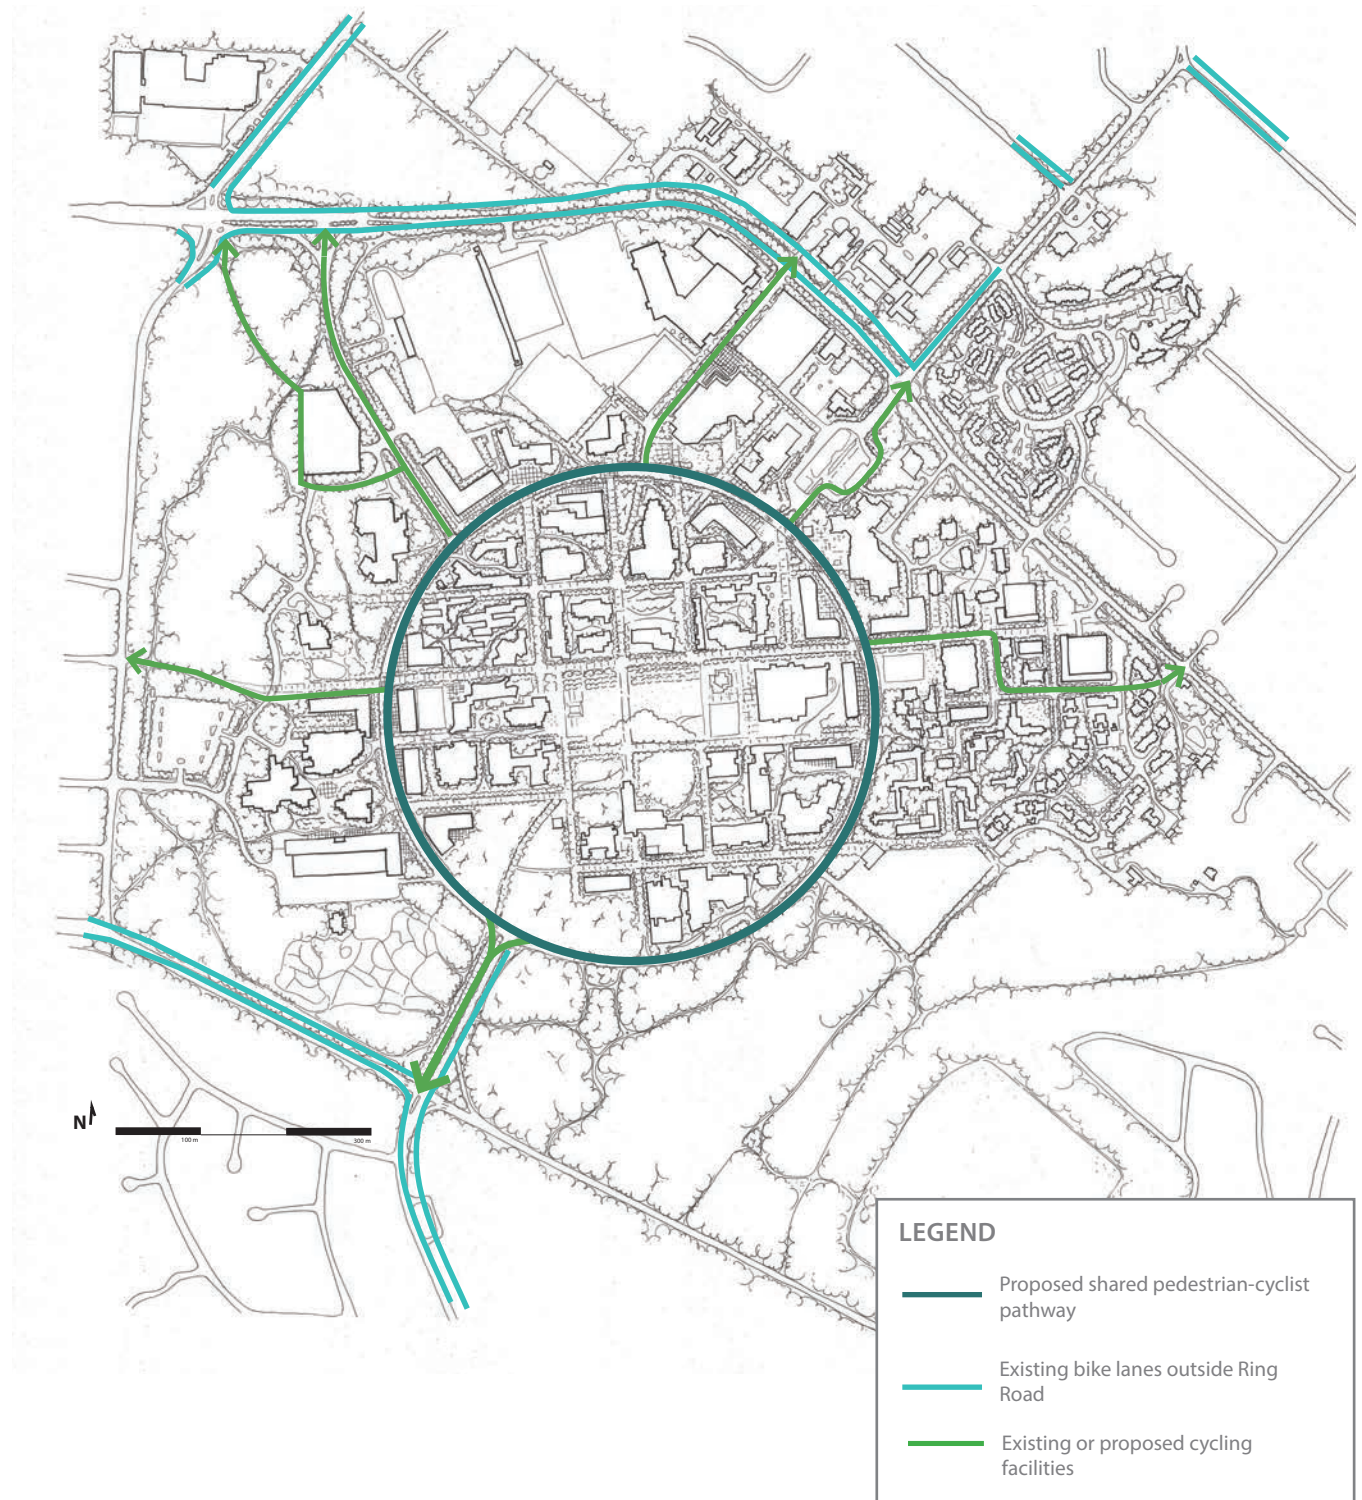 N
100 m
300 m
LEGEND
Proposed shared pedestrian-cyclist
pathway
Existing bike lanes outside Ring
Road
Existing or proposed cycling
facilities